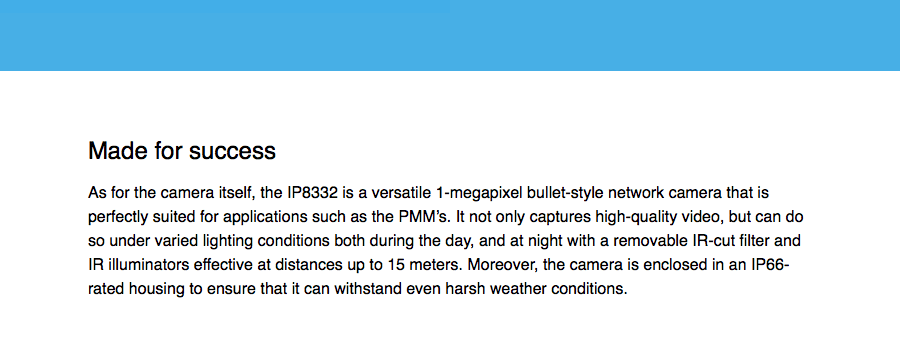 Made for success
As for the camera itself, the IP8332 is a versatile 1-megapixel bullet-style network camera that is
perfectly suited for applications such as the PMM’s. It not only captures high-quality video, but can do
so under varied lighting conditions both during the day, and at night with a removable IR-cut filter and
IR illuminators effective at distances up to 15 meters. Moreover, the camera is enclosed in an IP66-
rated housing to ensure that it can withstand even harsh weather conditions.